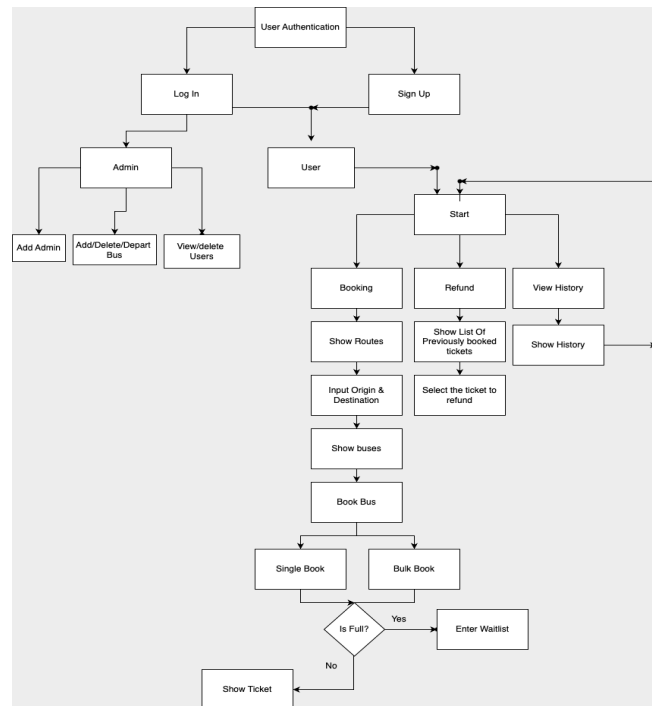 User Authentication
Log In
Sign Up
Admin
User
Start
Add Admin
Add/Delete/Depart
Bus
View/delete
Users
Booking
Refund
View History
Show Routes
Show List Of
Previously booked
tickets
Show History
Input Origin &
Destination
Select the ticket to
refund
Show buses
Book Bus
Single Book
Bulk Book
Is Full?
Yes
Enter Waitlist
No
Show Ticket